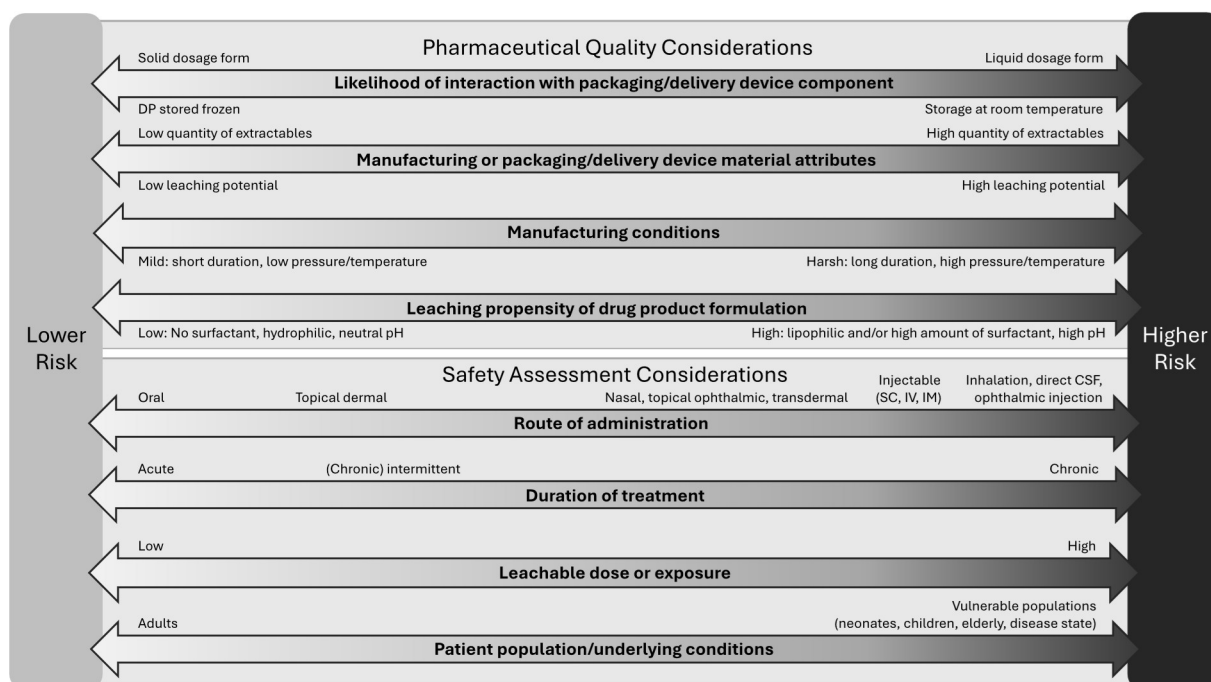 Pharmaceutical Quality Considerations
Solid dosage form
Liquid dosage form
Likelihood of interaction with packaging/delivery device component
DP stored frozen
Storage at room temperature
Low quantity of extractables
High quantity of extractables
Manufacturing or packaging/delivery device material attributes
Low leaching potential
High leaching potential
Manufacturing conditions
Mild: short duration, low pressure/temperature
Harsh: long duration, high pressure/temperature
Leaching propensity of drug product formulation
Low: No surfactant, hydrophilic, neutral pH
High: lipophilic and/or high amount of surfactant, high pH
Lower
Risk
Higher
Risk
Safety Assessment Considerations
Oral
Topical dermal
Nasal, topical ophthalmic, transdermal
Injectable
(SC, IV, IM)
Inhalation, direct CSF,
ophthalmic injection
Route of administration
Acute
(Chronic) intermittent
Chronic
Duration of treatment
Low
High
Leachable dose or exposure
Adults
Vulnerable populations
(neonates, children, elderly, disease state)
Patient population/underlying conditions